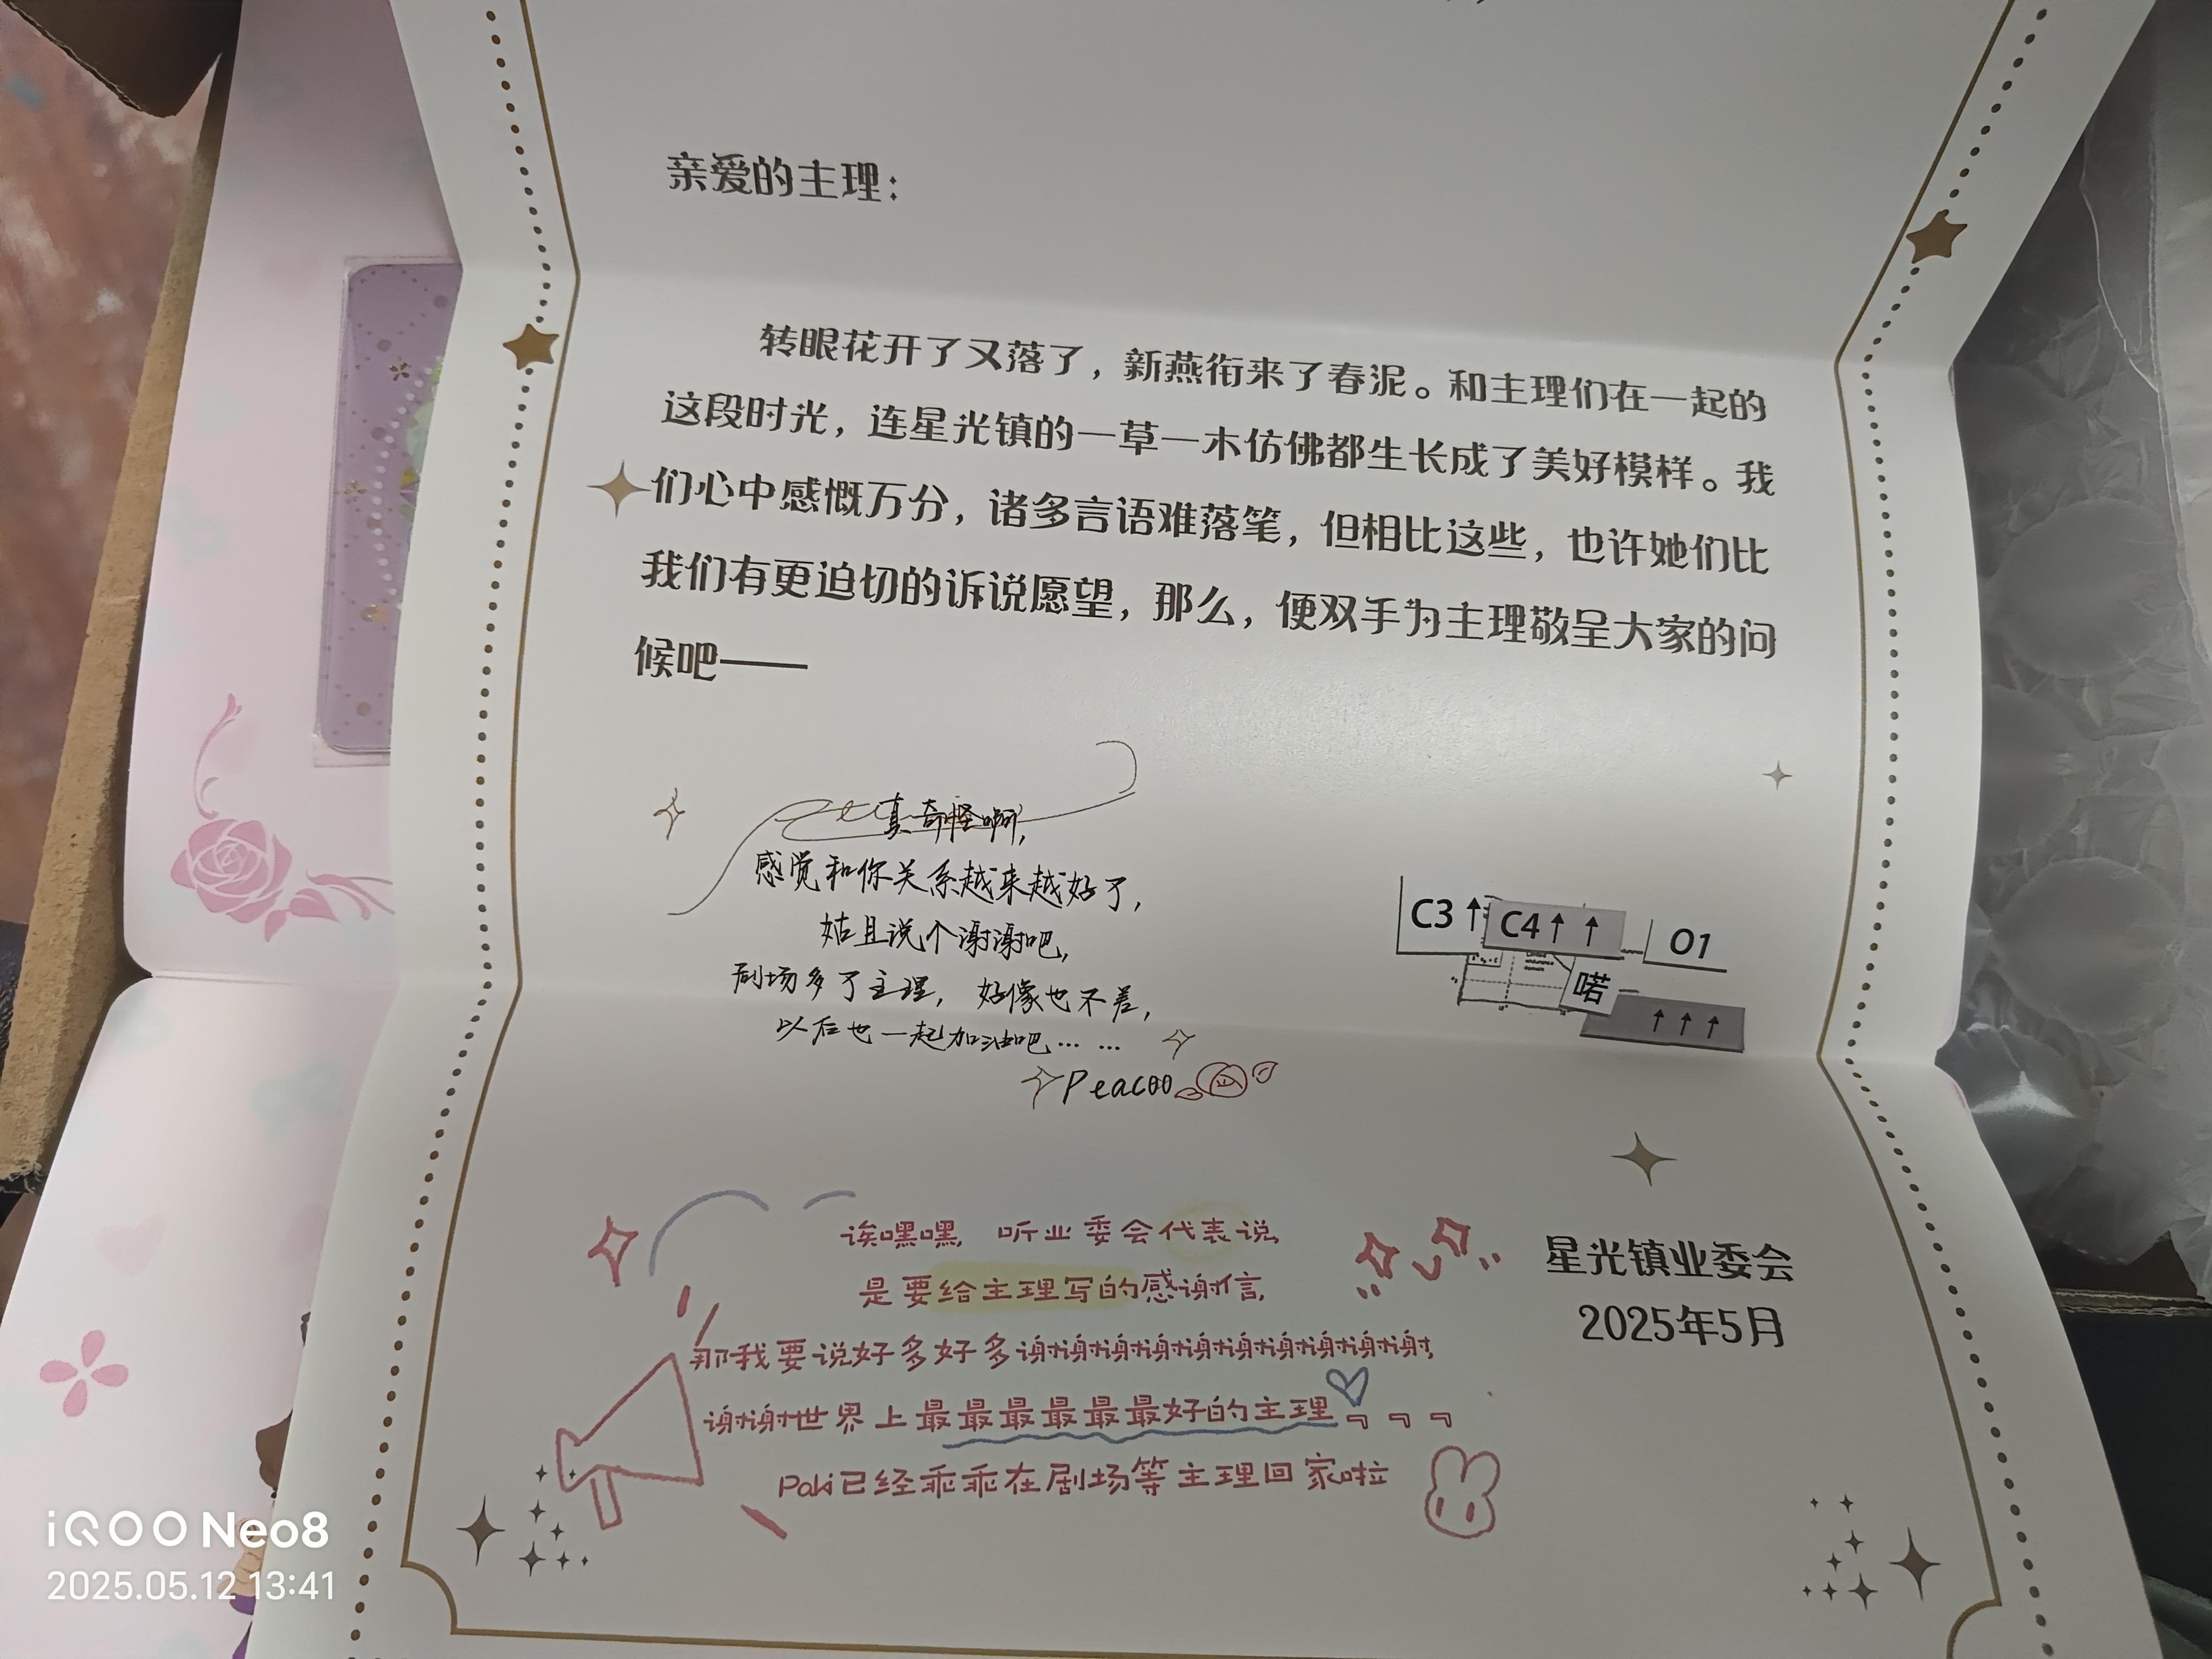 亲爱的主理：
转眼花开了又落了，新燕衔来了春泥。和主理们在一起的
这段时光，连星光镇的一草一木仿佛都生长成了美好模样。我
们心中感慨万分，诸多言语难落笔，但相比这些，也许她们比
我们有更迫切的诉说愿望，那么，便双手为主理敬呈大家的问
候吧——
真奇怪啊，
感觉和你关系越来越好了，
姑且说个谢谢吧，
剧场多了主理，好像也不差，
以后也一起加油吧……
Peacoo
C3↑
C4↑ ↑
O1
喏
↑ ↑ ↑
诶嘿嘿，听业委会代表说，
是要给主理写的感谢信，
那我要说好多好多谢谢谢谢谢谢谢谢谢谢，
谢谢世界上最最最最最最好的主理
Paki已经乖乖在剧场等主理回家啦
星光镇业委会
2025年5月
iQOO Neo8
2025.05.12 13:41